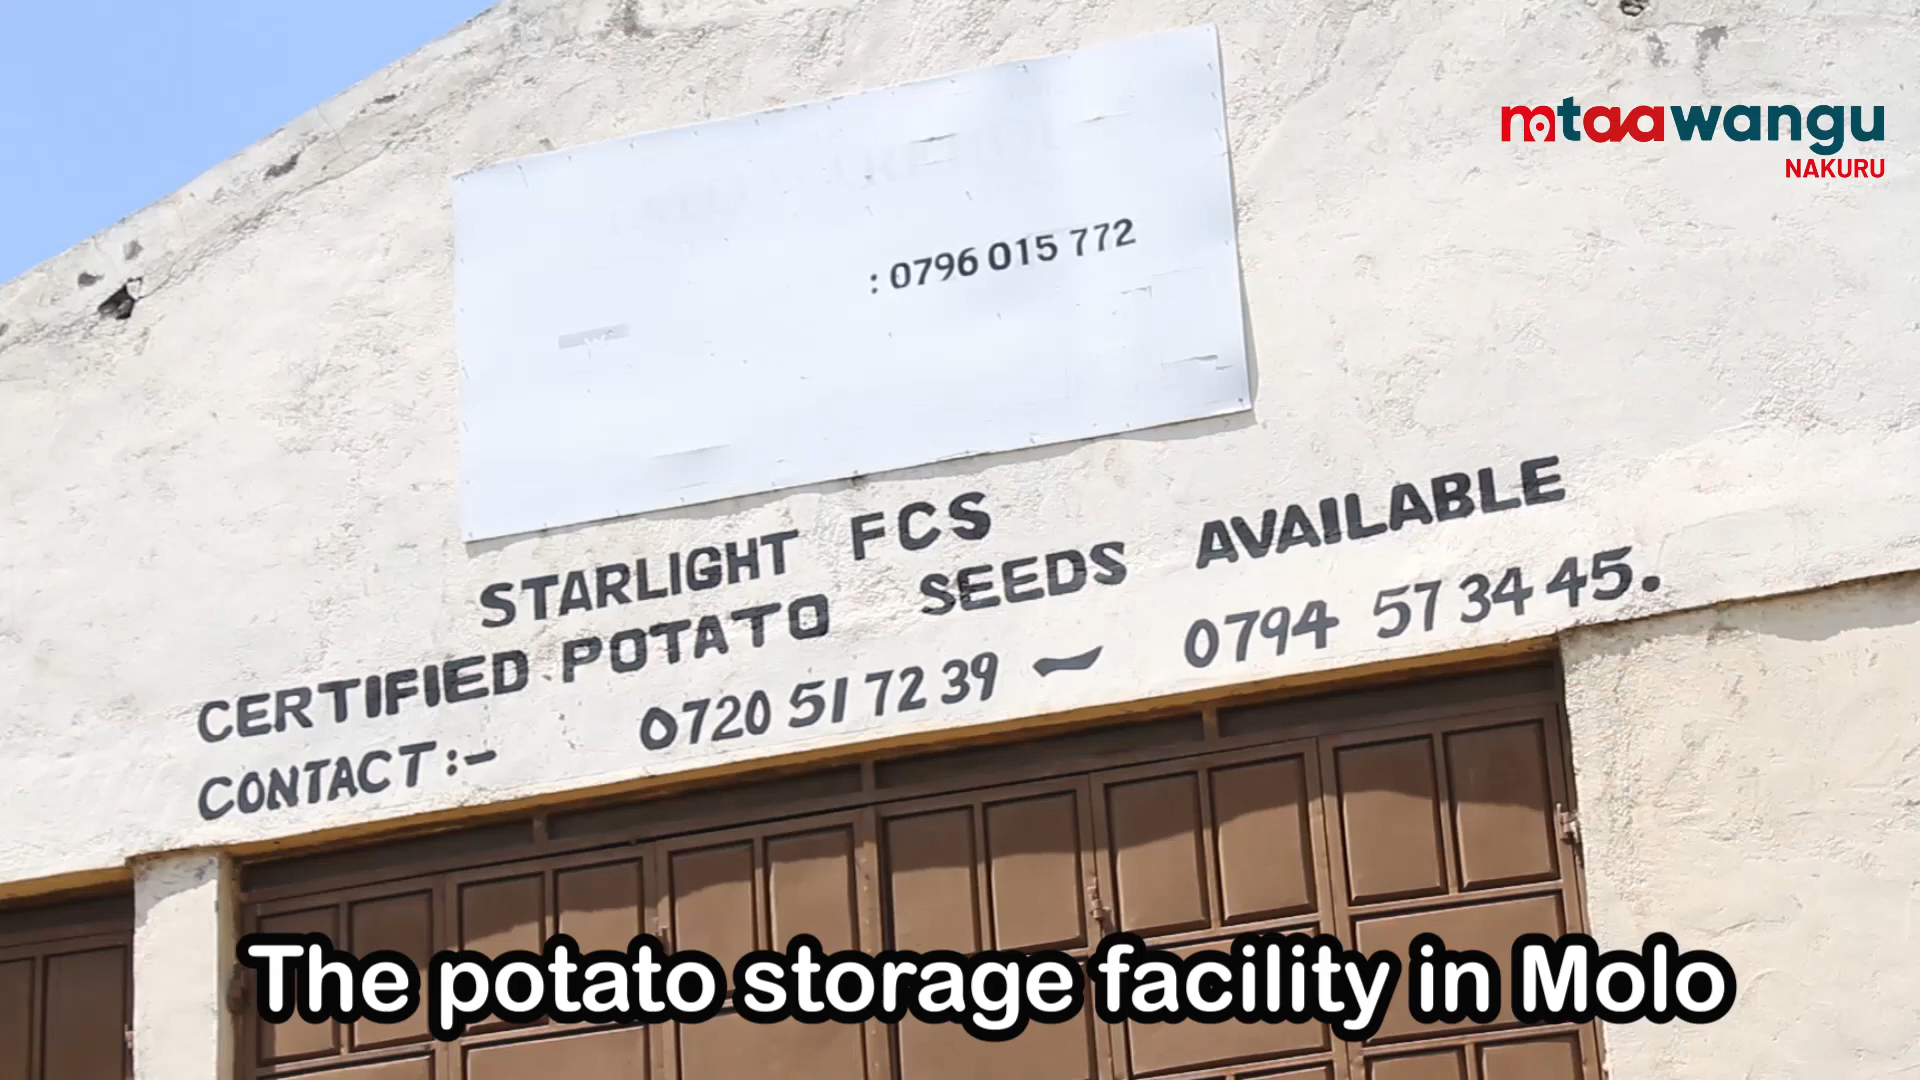 mtaawangu
NAKURU
: 0796 015 772
STARLIGHT FCS
CERTIFIED POTATO SEEDS AVAILABLE
CONTACT:- 0720 51 72 39 - 0794 57 34 45.
The potato storage facility in Molo